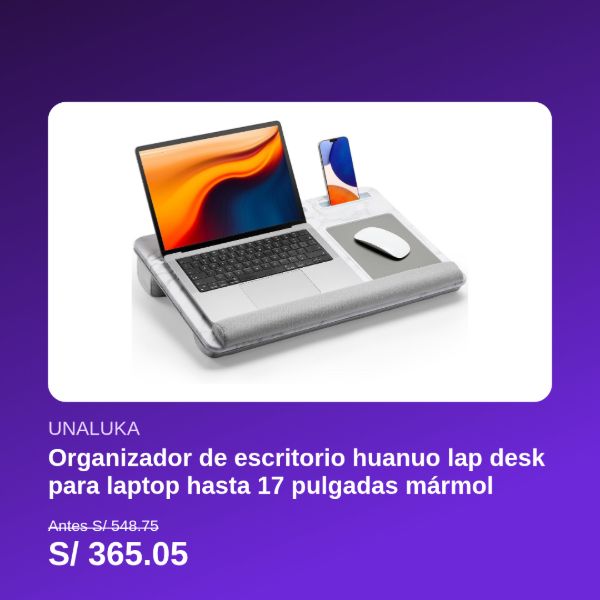 UNALUKA
Organizador de escritorio huanuo lap desk
para laptop hasta 17 pulgadas mármol
Antes S/ 548.75
S/ 365.05